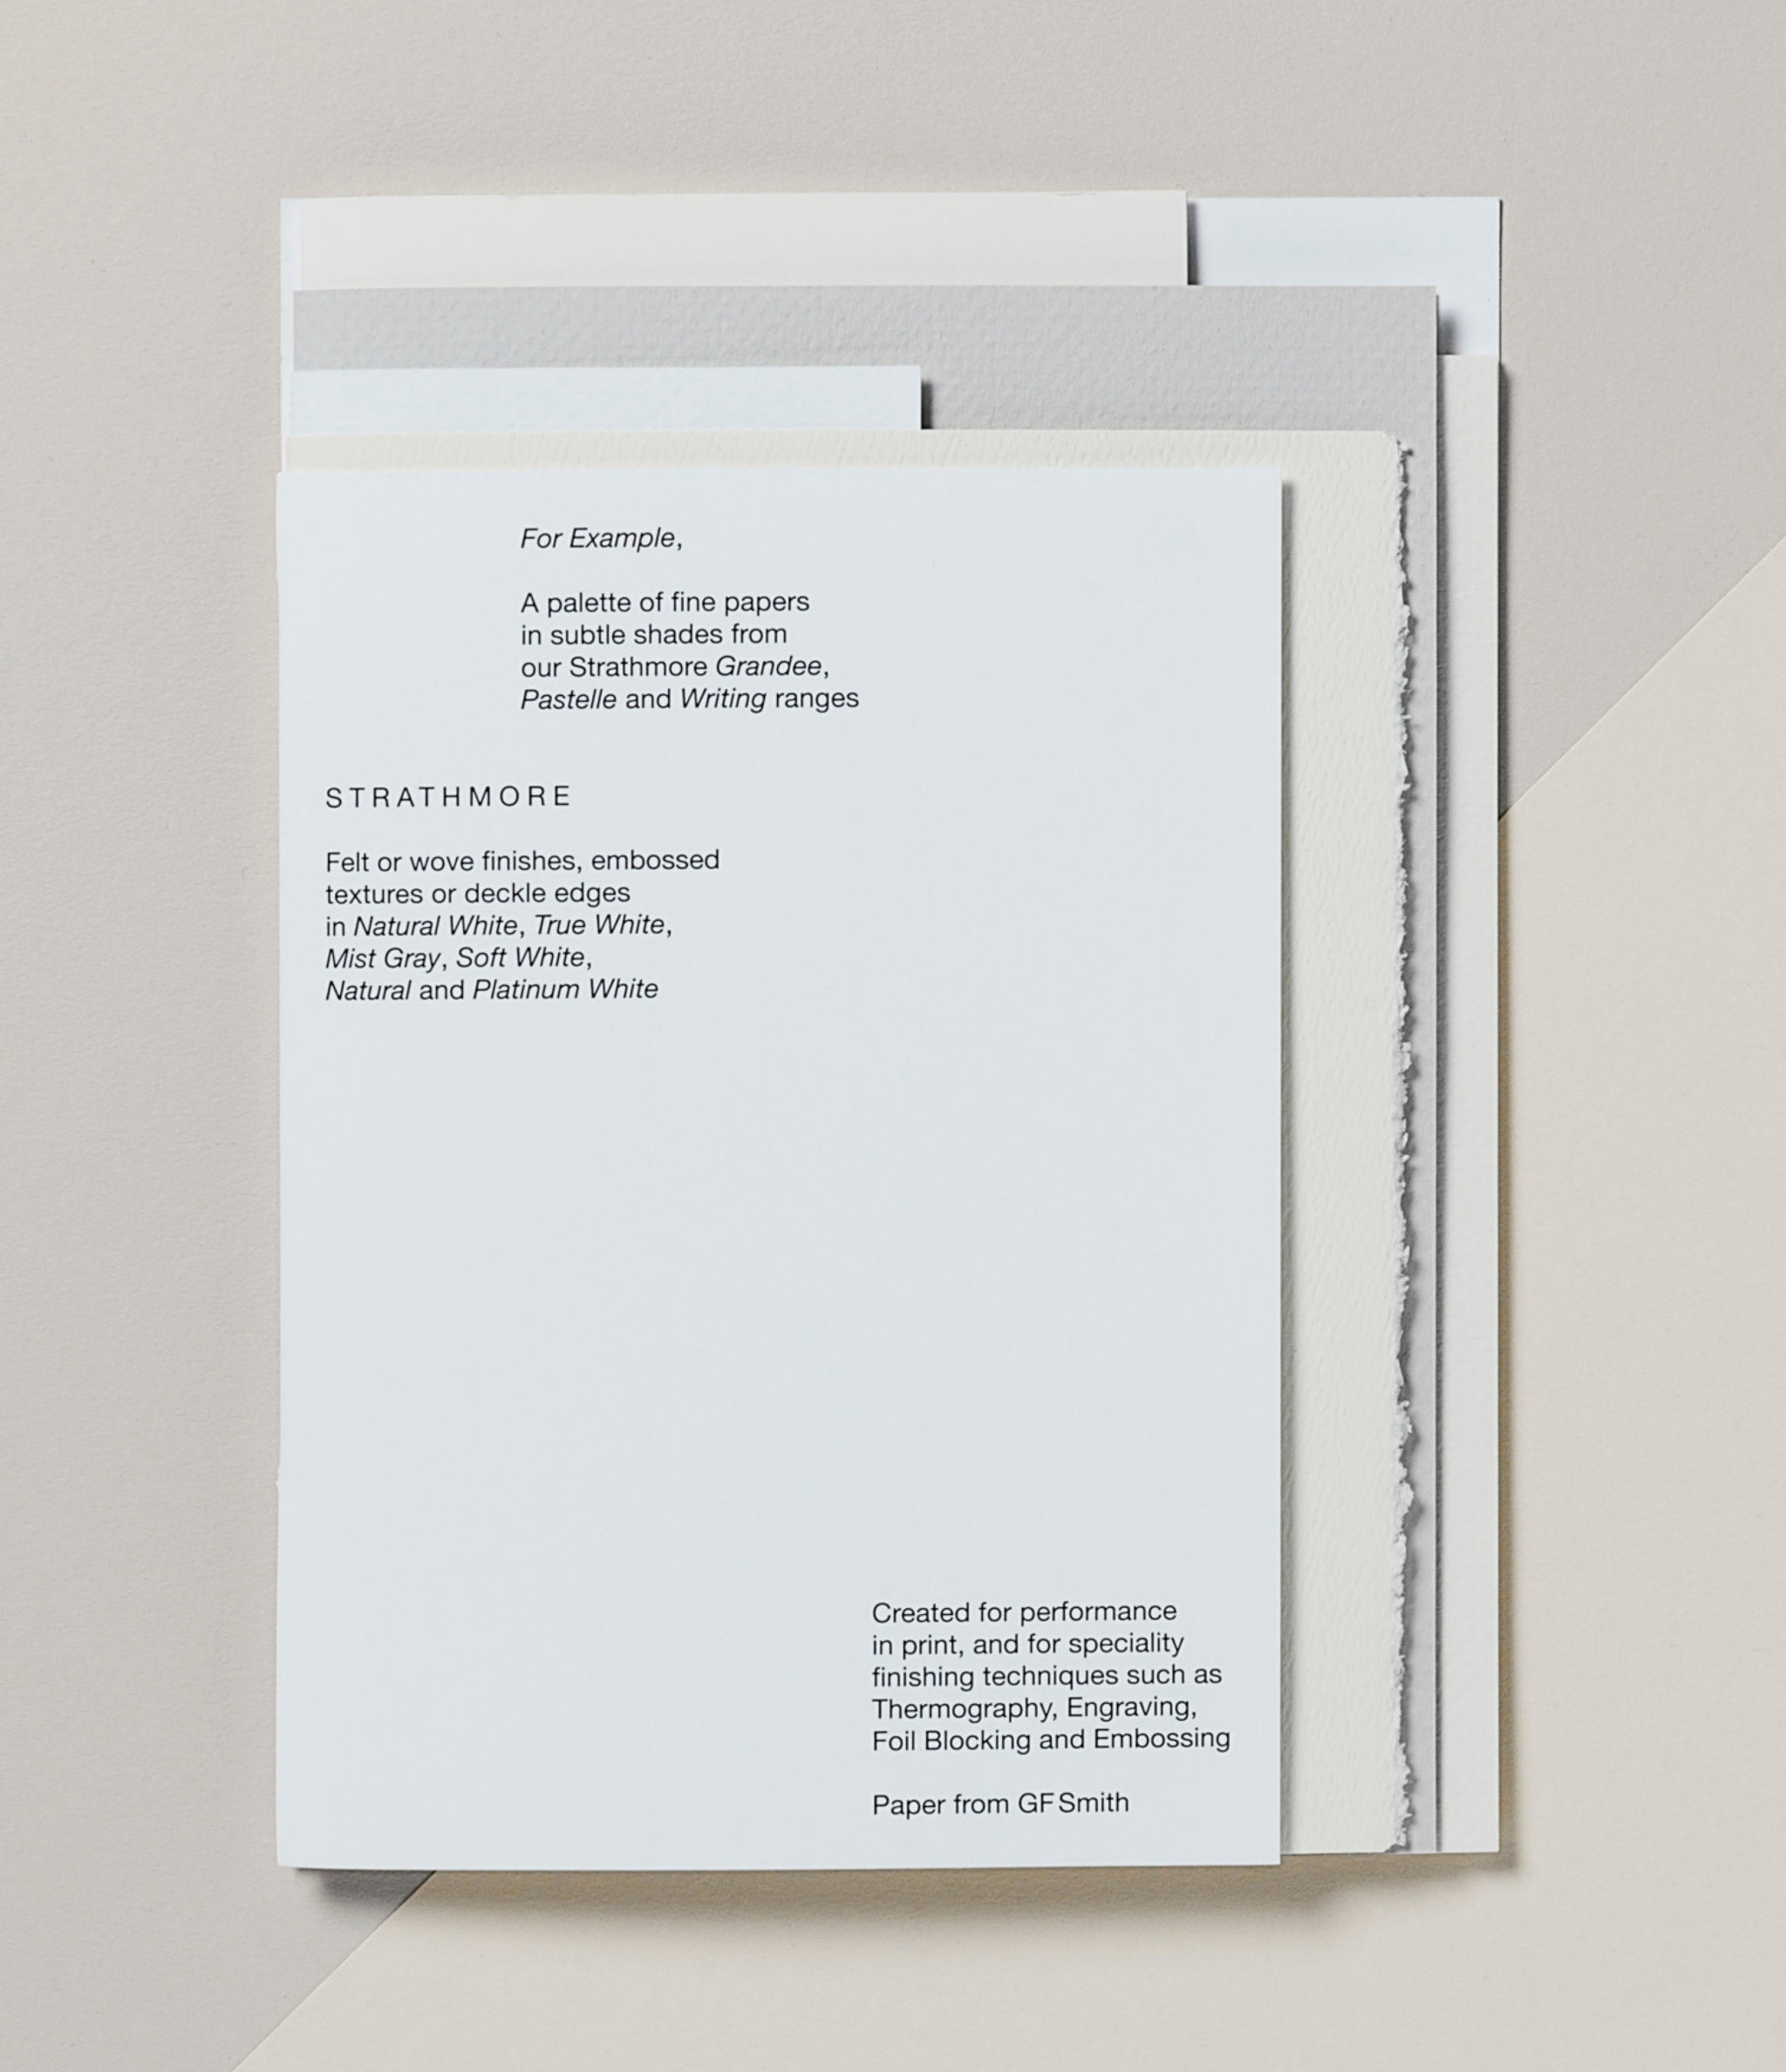 For Example,
A palette of fine papers
in subtle shades from
our Strathmore Grandee,
Pastelle and Writing ranges
STRATHMORE
Felt or wove finishes, embossed
textures or deckle edges
in Natural White, True White,
Mist Gray, Soft White,
Natural and Platinum White
Created for performance
in print, and for speciality
finishing techniques such as
Thermography, Engraving,
Foil Blocking and Embossing
Paper from GF Smith